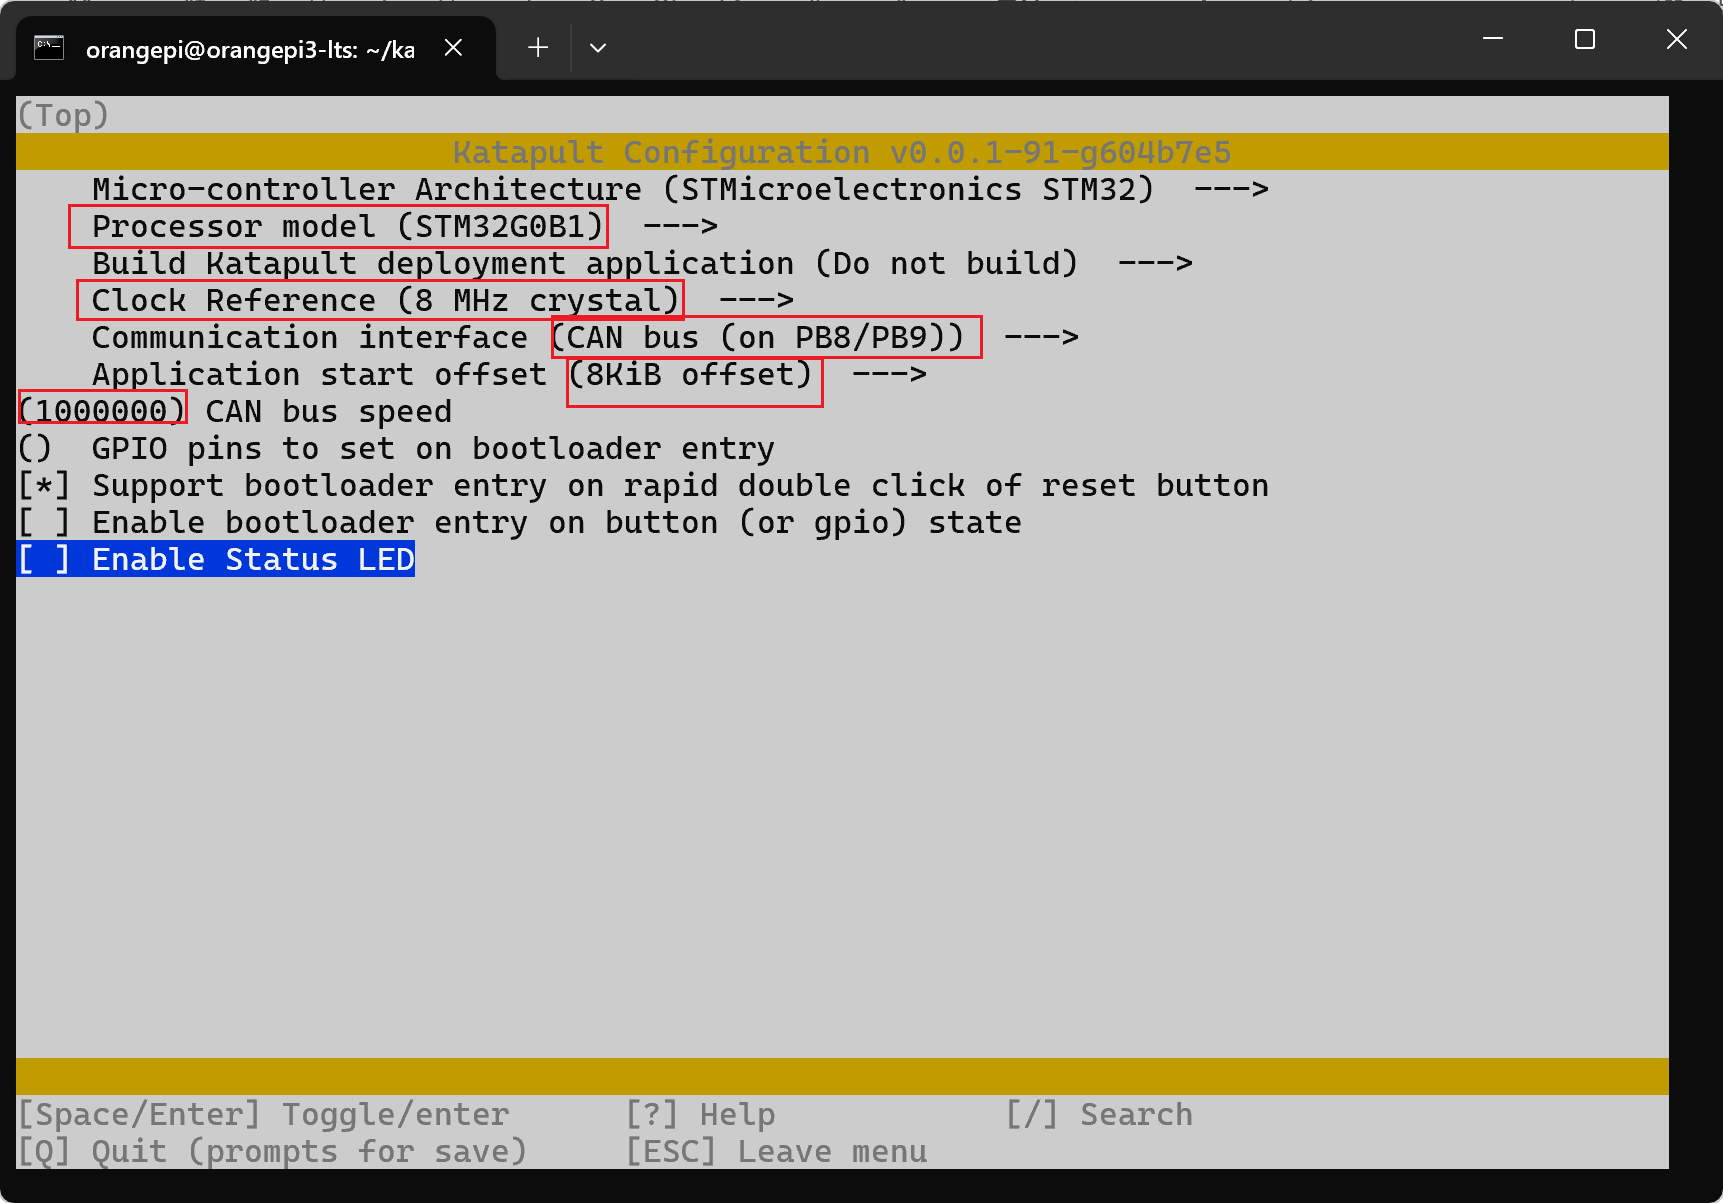 orangepi@orangepi3-lts: ~/ka
(Top)
Katapult Configuration v0.0.1-91-g604b7e5
Micro-controller Architecture (STMicroelectronics STM32) --->
Processor model (STM32G0B1) --->
Build Katapult deployment application (Do not build) --->
Clock Reference (8 MHz crystal) --->
Communication interface (CAN bus (on PB8/PB9)) --->
Application start offset (8KiB offset) --->
(1000000) CAN bus speed
() GPIO pins to set on bootloader entry
[*] Support bootloader entry on rapid double click of reset button
[ ] Enable bootloader entry on button (or gpio) state
[ ] Enable Status LED
[Space/Enter] Toggle/enter [?] Help [/] Search
[Q] Quit (prompts for save) [ESC] Leave menu